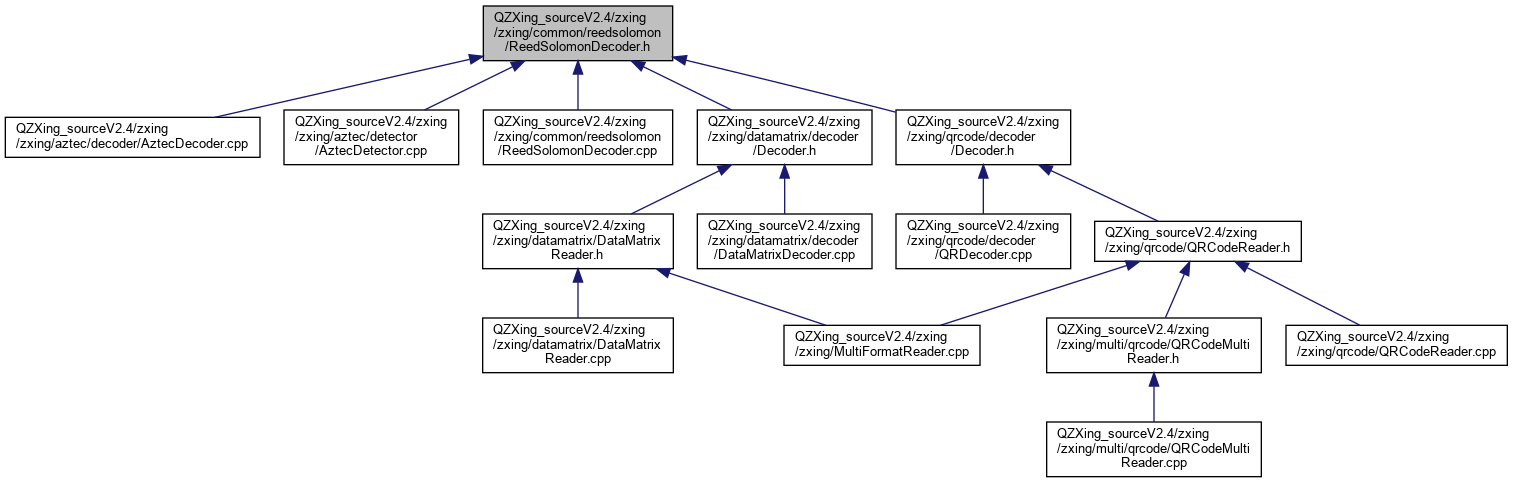 QZXing_sourceV2.4/zxing
/zxing/common/reedsolomon
/ReedSolomonDecoder.h
QZXing_sourceV2.4/zxing
/zxing/aztec/decoder/AztecDecoder.cpp
QZXing_sourceV2.4/zxing
/zxing/aztec/detector
/AztecDetector.cpp
QZXing_sourceV2.4/zxing
/zxing/common/reedsolomon
/ReedSolomonDecoder.cpp
QZXing_sourceV2.4/zxing
/zxing/datamatrix/decoder
/Decoder.h
QZXing_sourceV2.4/zxing
/zxing/qrcode/decoder
/Decoder.h
QZXing_sourceV2.4/zxing
/zxing/datamatrix/DataMatrix
Reader.h
QZXing_sourceV2.4/zxing
/zxing/datamatrix/decoder
/DataMatrixDecoder.cpp
QZXing_sourceV2.4/zxing
/zxing/qrcode/decoder
/QRDecoder.cpp
QZXing_sourceV2.4/zxing
/zxing/qrcode/QRCodeReader.h
QZXing_sourceV2.4/zxing
/zxing/datamatrix/DataMatrix
Reader.cpp
QZXing_sourceV2.4/zxing
/zxing/MultiFormatReader.cpp
QZXing_sourceV2.4/zxing
/zxing/multi/qrcode/QRCodeMulti
Reader.h
QZXing_sourceV2.4/zxing
/zxing/qrcode/QRCodeReader.cpp
QZXing_sourceV2.4/zxing
/zxing/multi/qrcode/QRCodeMulti
Reader.cpp